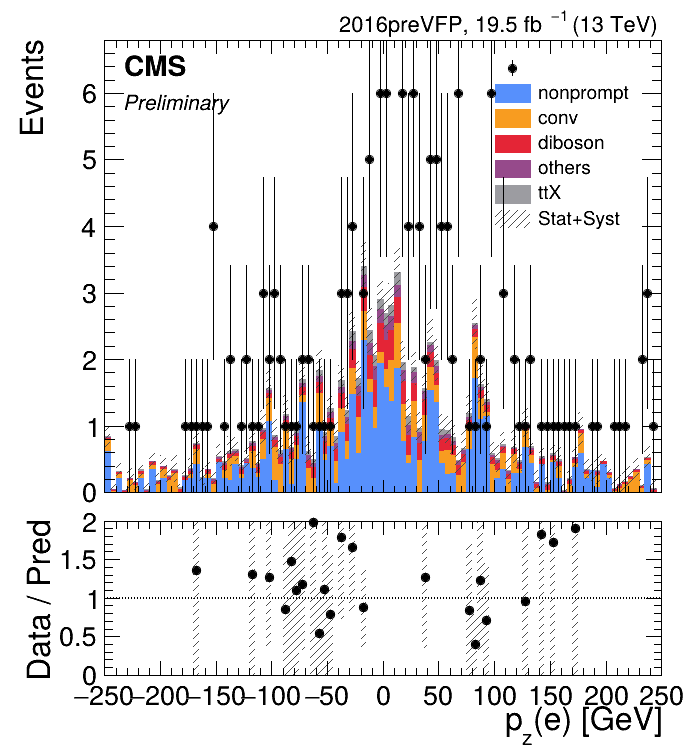 2016preVFP, 19.5 fb ⁻¹ (13 TeV)
CMS
Preliminary
Events
nonprompt
conv
diboson
others
ttX
Stat+Syst
6
5
4
3
2
1
0
Data / Pred
2
1.5
1
0.5
0
−250 −200 −150 −100 −50 0 50 100 150 200 250
p_z(e) [GeV]